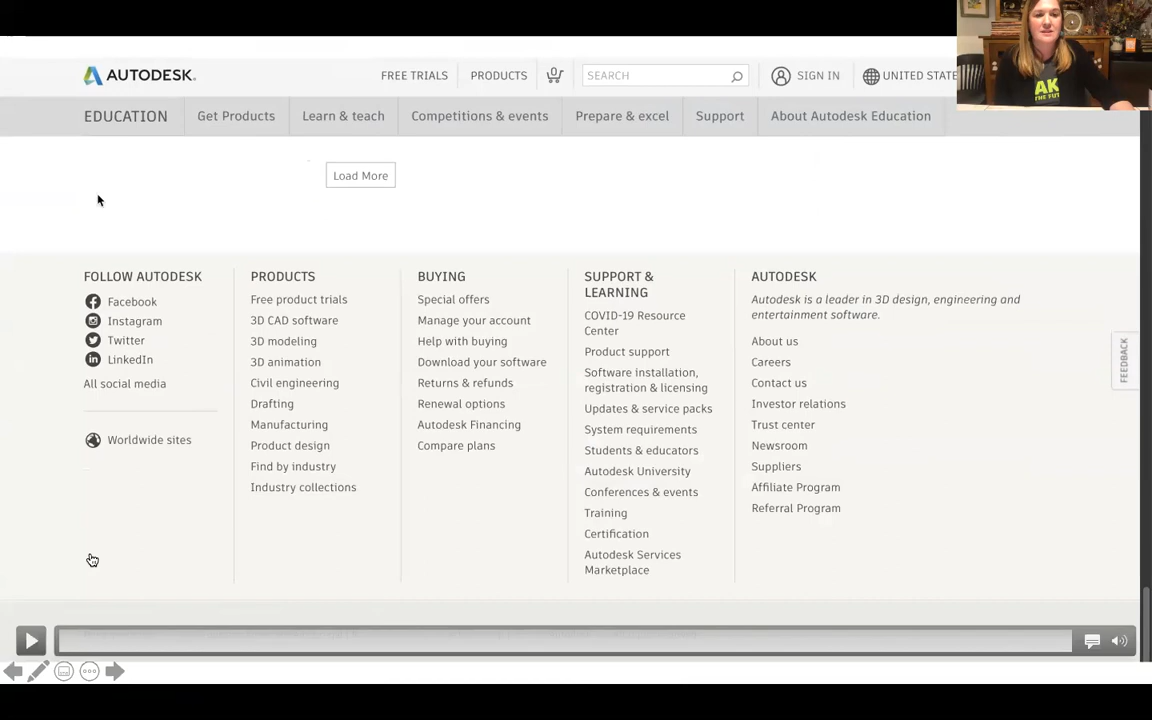 AUTODESK.
FREE TRIALS
PRODUCTS
0
SEARCH
SIGN IN
UNITED STATE
AK
THE FUT
EDUCATION
Get Products
Learn & teach
Competitions & events
Prepare & excel
Support
About Autodesk Education
Load More
FOLLOW AUTODESK
Facebook
Instagram
Twitter
LinkedIn
All social media
Worldwide sites
PRODUCTS
Free product trials
3D CAD software
3D modeling
3D animation
Civil engineering
Drafting
Manufacturing
Product design
Find by industry
Industry collections
BUYING
Special offers
Manage your account
Help with buying
Download your software
Returns & refunds
Renewal options
Autodesk Financing
Compare plans
SUPPORT &
LEARNING
COVID-19 Resource
Center
Product support
Software installation,
registration & licensing
Updates & service packs
System requirements
Students & educators
Autodesk University
Conferences & events
Training
Certification
Autodesk Services
Marketplace
AUTODESK
Autodesk is a leader in 3D design, engineering and
entertainment software.
About us
Careers
Contact us
Investor relations
Trust center
Newsroom
Suppliers
Affiliate Program
Referral Program
FEEDBACK